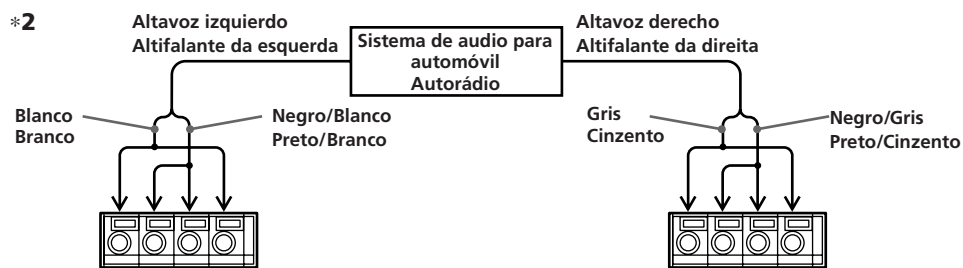 *2
Altavoz izquierdo
Altifalante da esquerda
Sistema de audio para
automóvil
Autorádio
Altavoz derecho
Altifalante da direita
Blanco
Branco
Negro/Blanco
Preto/Branco
Gris
Cinzento
Negro/Gris
Preto/Cinzento